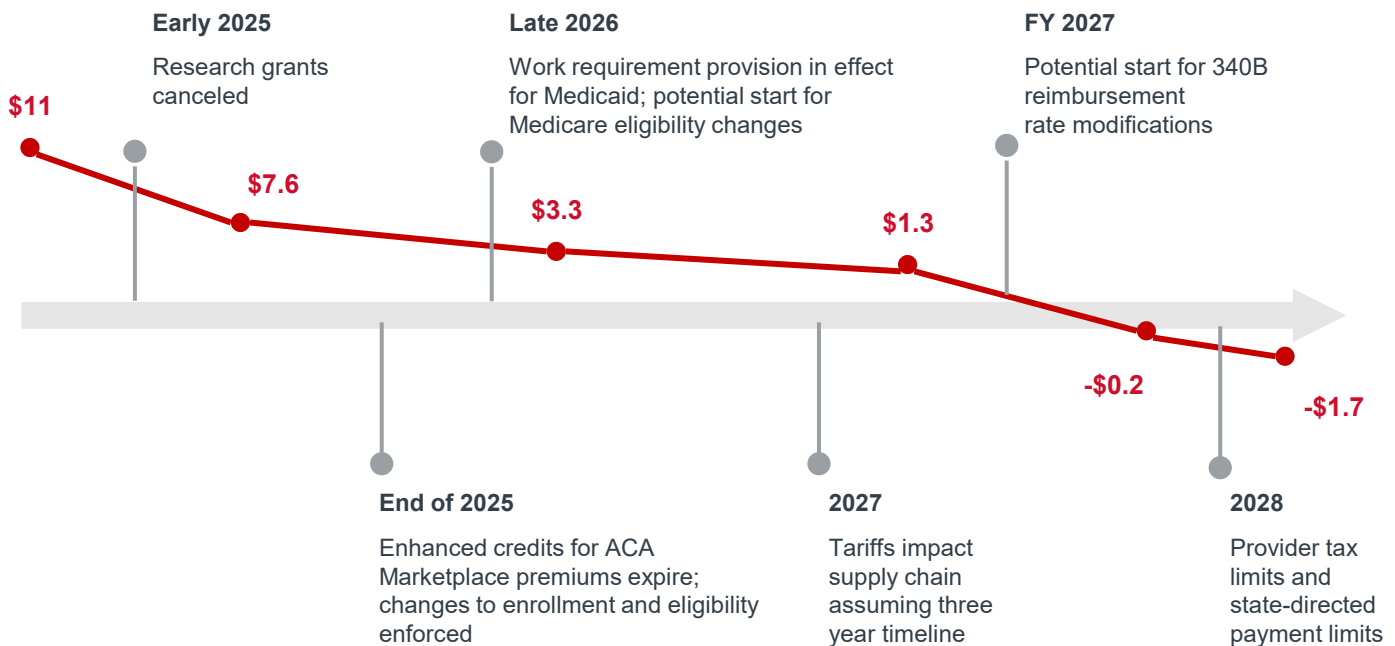 Early 2025
Research grants
canceled
Late 2026
Work requirement provision in effect
for Medicaid; potential start for
Medicare eligibility changes
FY 2027
Potential start for 340B
reimbursement
rate modifications
$11
$7.6
$3.3
$1.3
-$0.2
-$1.7
End of 2025
Enhanced credits for ACA
Marketplace premiums expire;
changes to enrollment and eligibility
enforced
2027
Tariffs impact
supply chain
assuming three
year timeline
2028
Provider tax
limits and
state-directed
payment limits